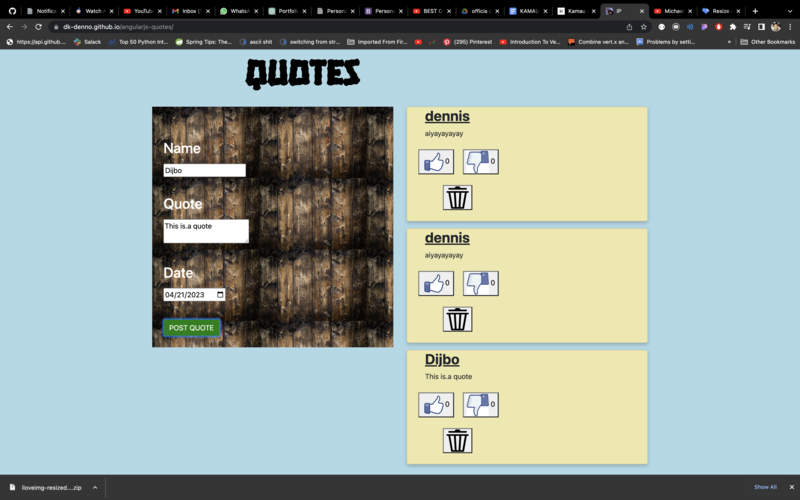 Notifica
Watch
YouTub
Inbox (
WhatsA
Portfol
Person
Person
BEST C
officia
KAMAU
Kamau
IP
Michae
Resize
dk-denno.github.io/angularjs-quotes/
https://api.github....
Salack
Top 50 Python Int...
Spring Tips: The...
ascii shit
switching from str...
Imported From Fir...
(295) Pinterest
Introduction To Ve...
Combine vert.x an...
Problems by setti...
»
Other Bookmarks
QUOTES
Name
Dijbo
Quote
This is.a quote
Date
04/21/2023
POST QUOTE
dennis
aiyayayayay
0
0
dennis
aiyayayayay
0
0
Dijbo
This is.a quote
0
0
iloveimg-resized....zip
Show All